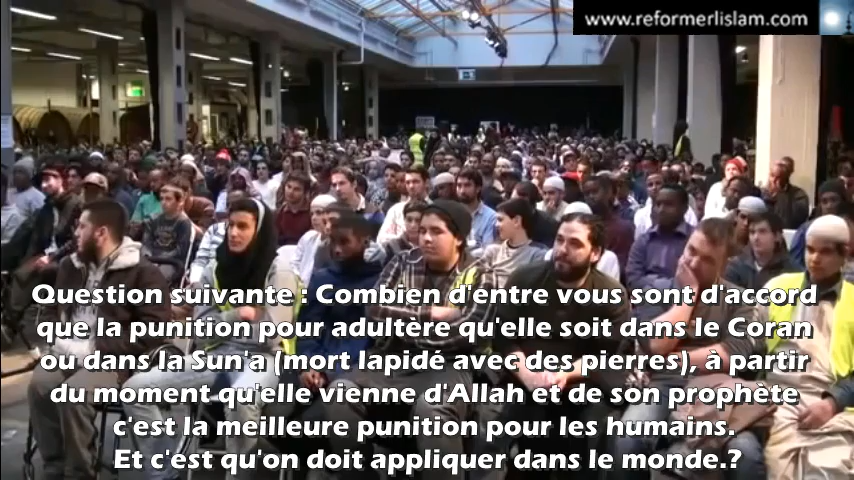 www.reformerlislam.com
Question suivante : Combien d'entre vous sont d'accord
que la punition pour adultère qu'elle soit dans le Coran
ou dans la Sun'a (mort lapidé avec des pierres), à partir
du moment qu'elle vienne d'Allah et de son prophète
c'est la meilleure punition pour les humains.
Et c'est qu'on doit appliquer dans le monde.?